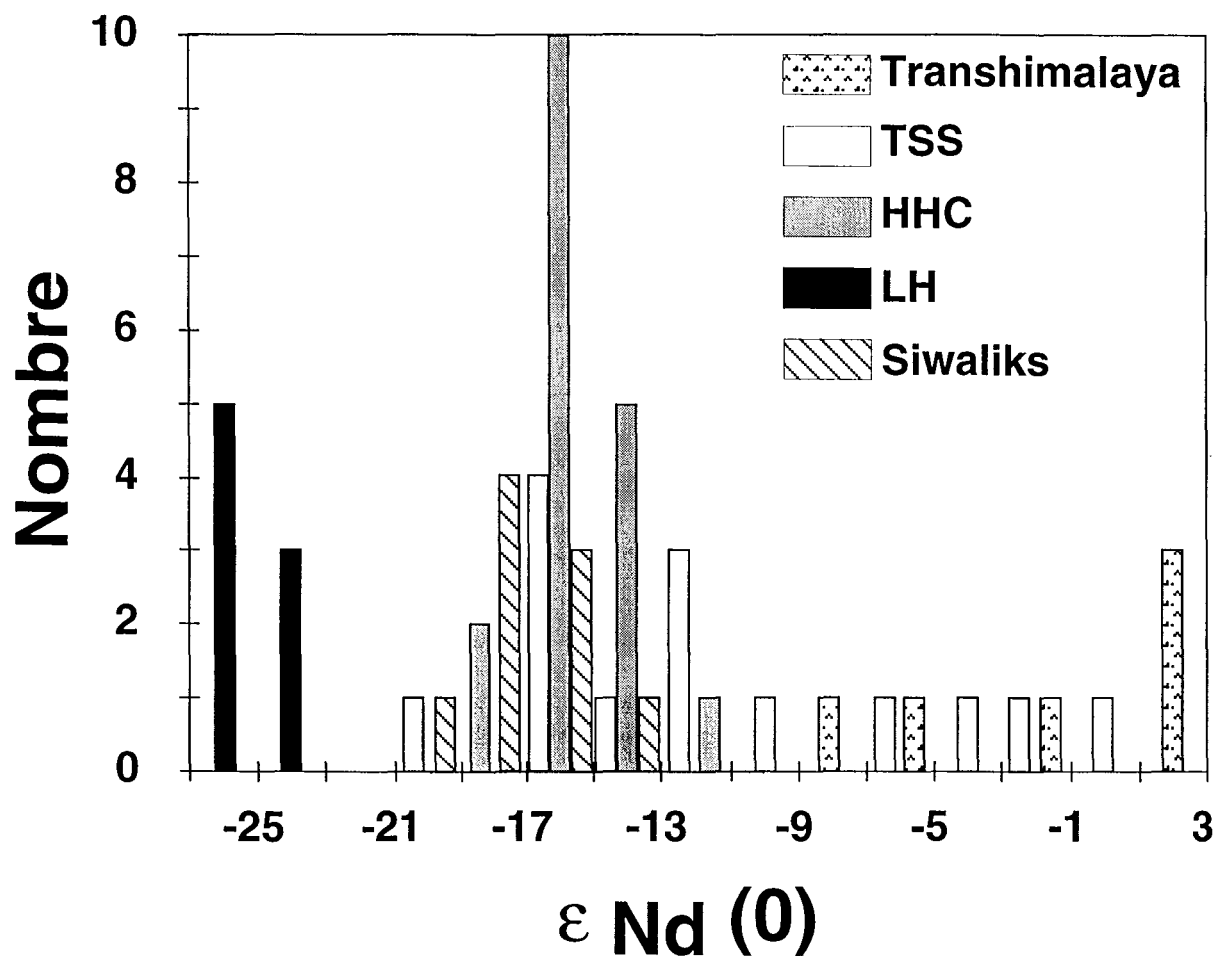 Nombre
10
8
6
4
2
0
Transhimalaya
TSS
HHC
LH
Siwaliks
-25 -21 -17 -13 -9 -5 -1 3
ε Nd (0)